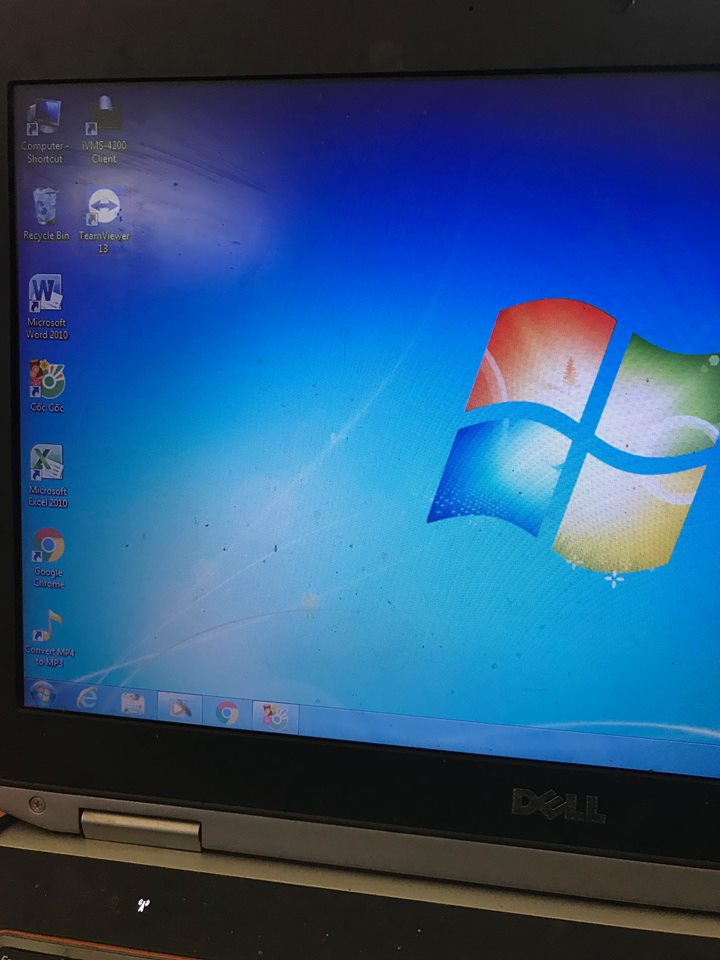 Computer -
Shortcut
iVMS-4200
Client
Recycle Bin
TeamViewer
13
Microsoft
Word 2010
Cốc Cốc
Microsoft
Excel 2010
Google
Chrome
Convert MP4
to MP3
DELL